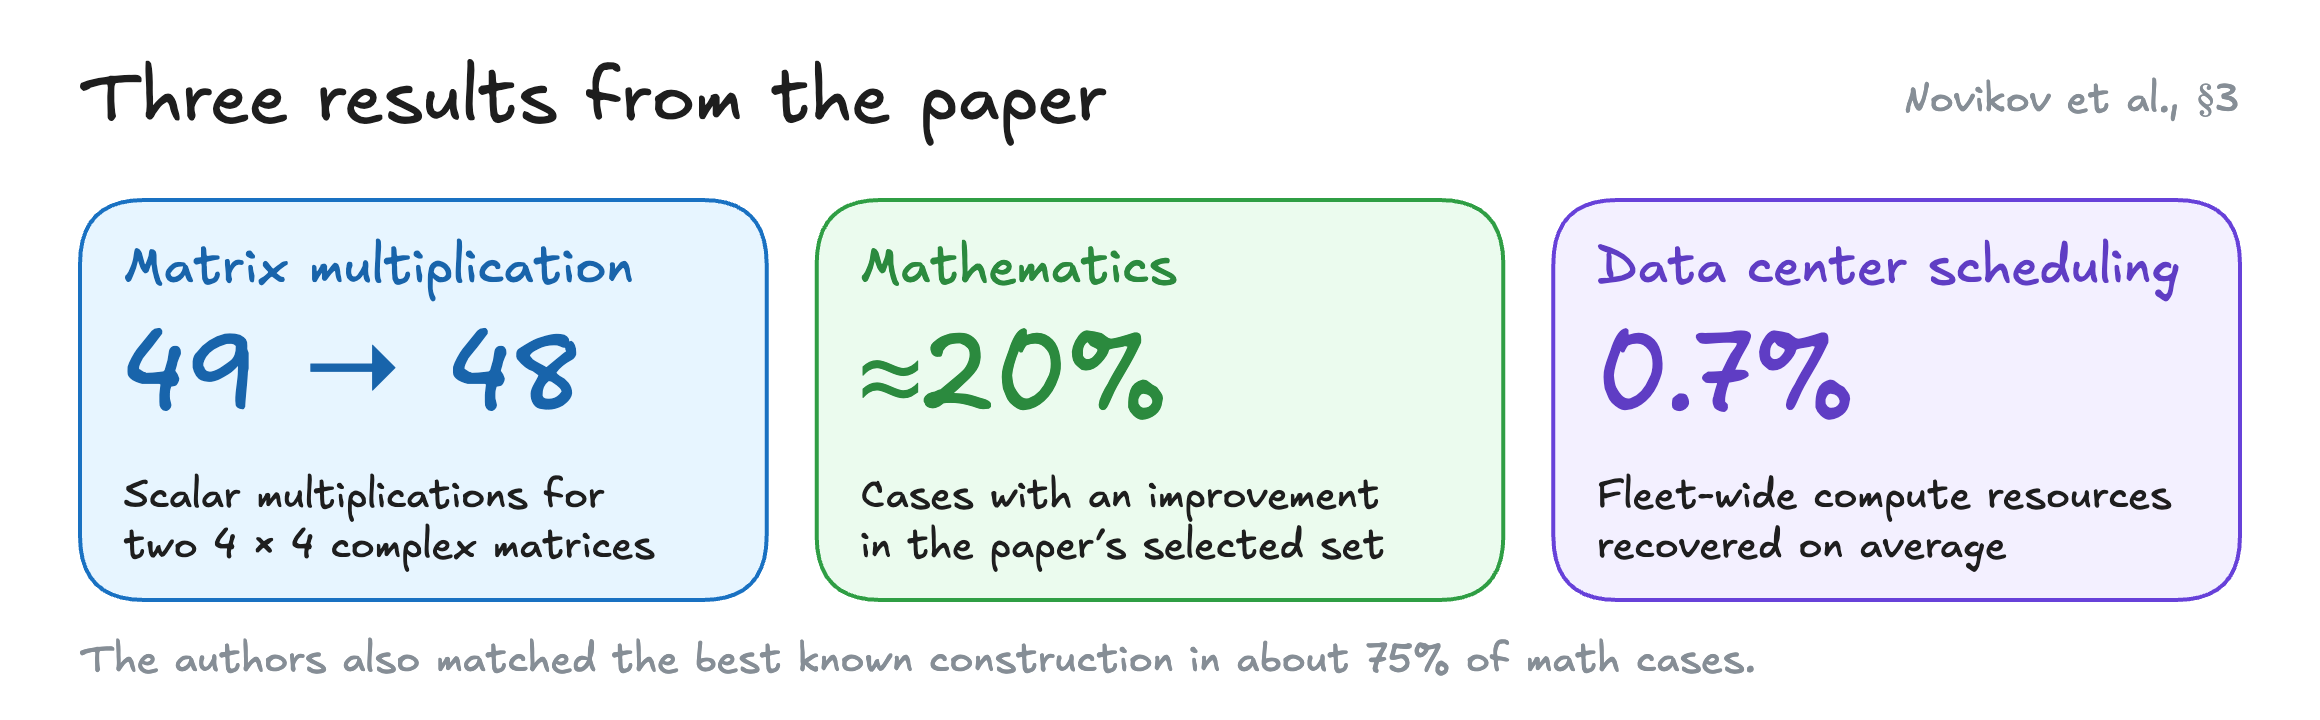 Three results from the paper
Novikov et al., §3
Matrix multiplication
49 → 48
Scalar multiplications for
two 4 × 4 complex matrices
Mathematics
≈20%
Cases with an improvement
in the paper's selected set
Data center scheduling
0.7%
Fleet-wide compute resources
recovered on average
The authors also matched the best known construction in about 75% of math cases.